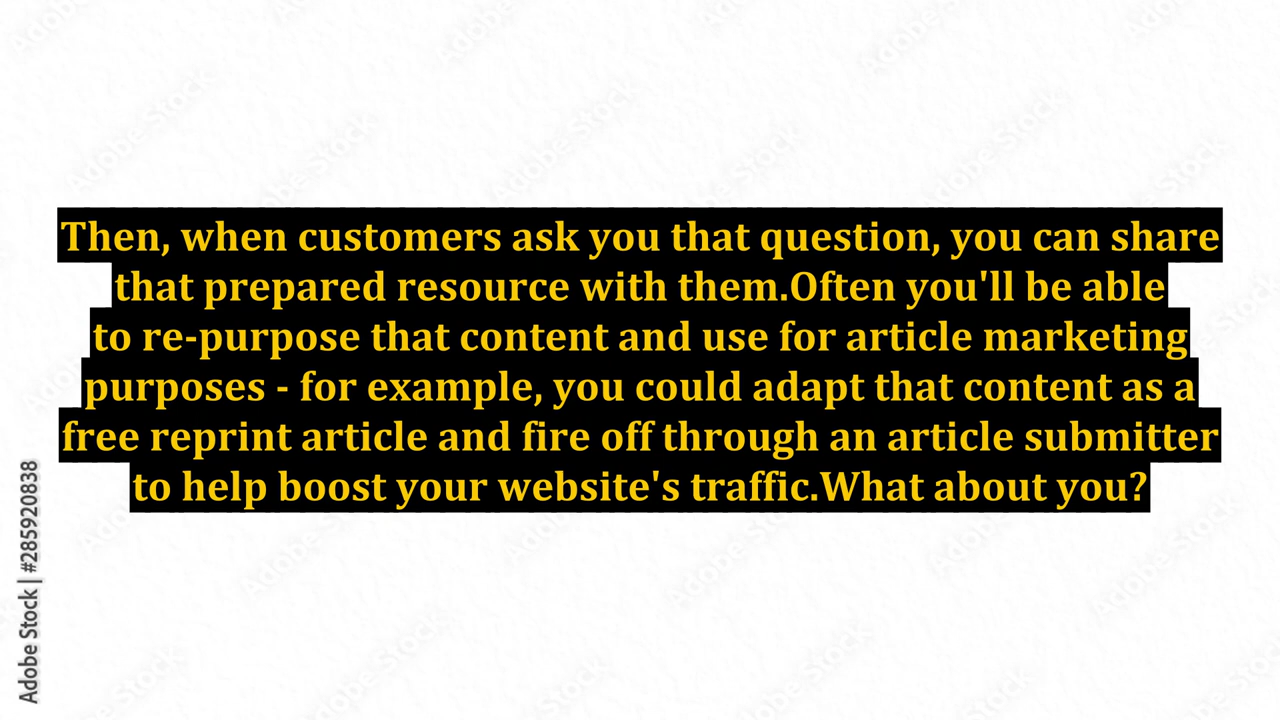 Then, when customers ask you that question, you can share
that prepared resource with them.Often you'll be able
to re-purpose that content and use for article marketing
purposes - for example, you could adapt that content as a
free reprint article and fire off through an article submitter
to help boost your website's traffic.What about you?
Adobe Stock | #285920838